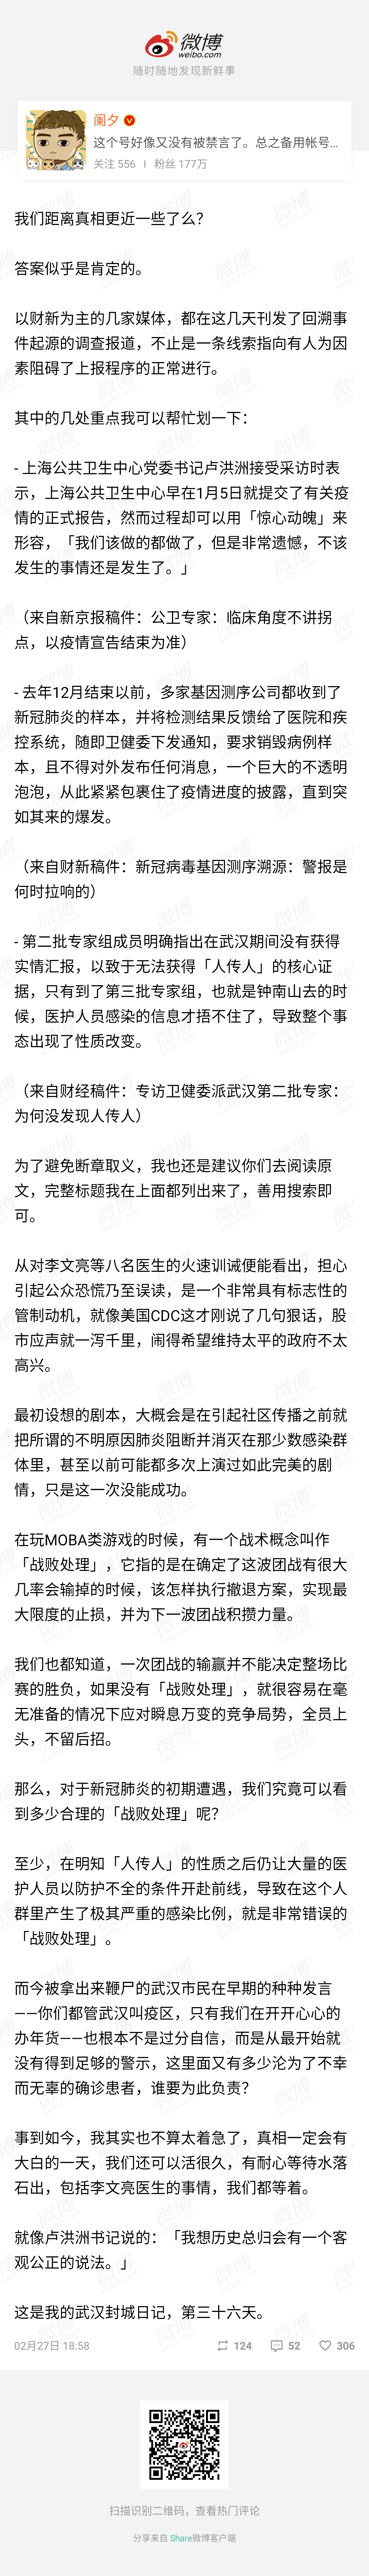 微博
weibo.com
随时随地发现新鲜事
阑夕
这个号好像又没有被禁言了。总之备用帐号...
关注 556 | 粉丝 177万
我们距离真相更近一些了么？
答案似乎是肯定的。
以财新为主的几家媒体，都在这几天刊发了回溯事
件起源的调查报道，不止是一条线索指向有人为因
素阻碍了上报程序的正常进行。
其中的几处重点我可以帮忙划一下：
- 上海公共卫生中心党委书记卢洪洲接受采访时表
示，上海公共卫生中心早在1月5日就提交了有关疫
情的正式报告，然而过程却可以用「惊心动魄」来
形容，「我们该做的都做了，但是非常遗憾，不该
发生的事情还是发生了。」
（来自新京报稿件：公卫专家：临床角度不讲拐
点，以疫情宣告结束为准）
- 去年12月结束以前，多家基因测序公司都收到了
新冠肺炎的样本，并将检测结果反馈给了医院和疾
控系统，随即卫健委下发通知，要求销毁病例样
本，且不得对外发布任何消息，一个巨大的不透明
泡泡，从此紧紧包裹住了疫情进度的披露，直到突
如其来的爆发。
（来自财新稿件：新冠病毒基因测序溯源：警报是
何时拉响的）
- 第二批专家组成员明确指出在武汉期间没有获得
实情汇报，以致于无法获得「人传人」的核心证
据，只有到了第三批专家组，也就是钟南山去的时
候，医护人员感染的信息才捂不住了，导致整个事
态出现了性质改变。
（来自财经稿件：专访卫健委派武汉第二批专家：
为何没发现人传人）
为了避免断章取义，我也还是建议你们去阅读原
文，完整标题我在上面都列出来了，善用搜索即
可。
从对李文亮等八名医生的火速训诫便能看出，担心
引起公众恐慌乃至误读，是一个非常具有标志性的
管制动机，就像美国CDC这才刚说了几句狠话，股
市应声就一泻千里，闹得希望维持太平的政府不太
高兴。
最初设想的剧本，大概会是在引起社区传播之前就
把所谓的不明原因肺炎阻断并消灭在那少数感染群
体里，甚至以前可能都多次上演过如此完美的剧
情，只是这一次没能成功。
在玩MOBA类游戏的时候，有一个战术概念叫作
「战败处理」，它指的是在确定了这波团战有很大
几率会输掉的时候，该怎样执行撤退方案，实现最
大限度的止损，并为下一波团战积攒力量。
我们也都知道，一次团战的输赢并不能决定整场比
赛的胜负，如果没有「战败处理」，就很容易在毫
无准备的情况下应对瞬息万变的竞争局势，全员上
头，不留后招。
那么，对于新冠肺炎的初期遭遇，我们究竟可以看
到多少合理的「战败处理」呢？
至少，在明知「人传人」的性质之后仍让大量的医
护人员以防护不全的条件开赴前线，导致在这个人
群里产生了极其严重的感染比例，就是非常错误的
「战败处理」。
而今被拿出来鞭尸的武汉市民在早期的种种发言
——你们都管武汉叫疫区，只有我们在开开心心的
办年货——也根本不是过分自信，而是从最开始就
没有得到足够的警示，这里面又有多少沦为了不幸
而无辜的确诊患者，谁要为此负责？
事到如今，我其实也不算太着急了，真相一定会有
大白的一天，我们还可以活很久，有耐心等待水落
石出，包括李文亮医生的事情，我们都等着。
就像卢洪洲书记说的：「我想历史总归会有一个客
观公正的说法。」
这是我的武汉封城日记，第三十六天。
02月27日 18:58 124 52 306
扫描识别二维码，查看热门评论
分享来自 Share微博客户端